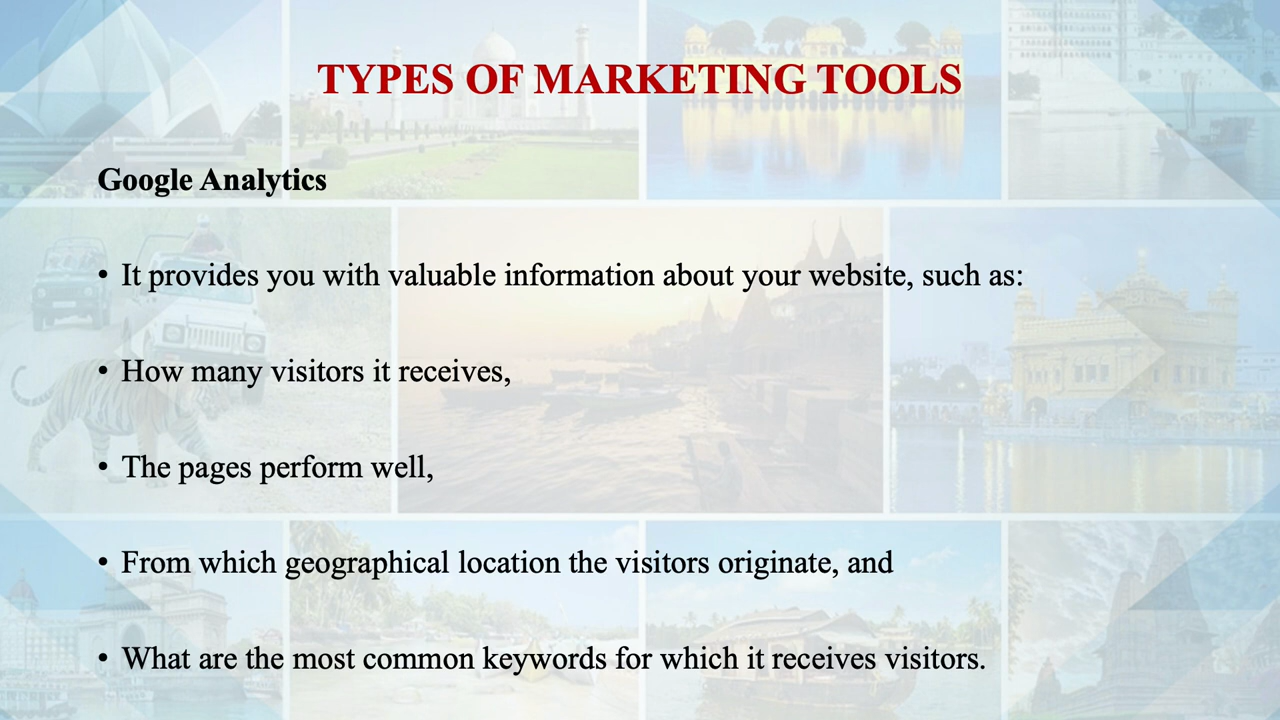 TYPES OF MARKETING TOOLS
Google Analytics
• It provides you with valuable information about your website, such as:
• How many visitors it receives,
• The pages perform well,
• From which geographical location the visitors originate, and
• What are the most common keywords for which it receives visitors.